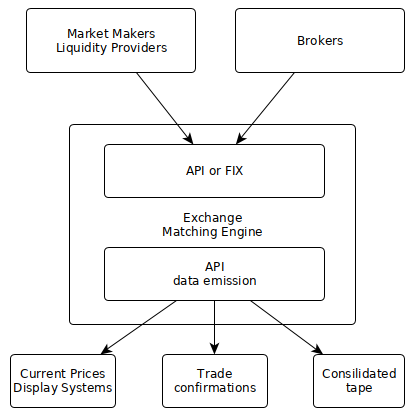 Market Makers
Liquidity Providers
Brokers
API or FIX
Exchange
Matching Engine
API
data emission
Current Prices
Display Systems
Trade
confirmations
Consilidated
tape